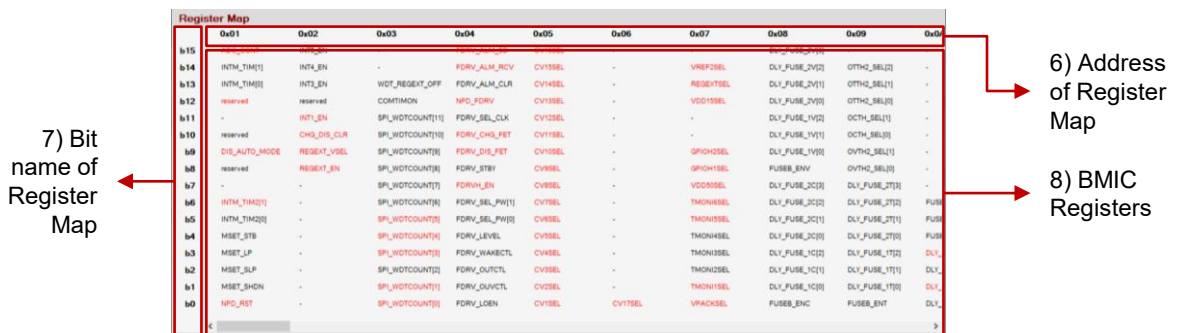 Register Map
0x01 0x02 0x03 0x04 0x05 0x06 0x07 0x08 0x09
b15
b14 INTM_TIM[1] INT4_EN - FDRV_ALM_RCV CV15SEL - VREF2SEL DLY_FUSE_2V[2] OTTH2_SEL[2] -
b13 INTM_TIM[0] INT3_EN WDT_REGEXT_OFF FDRV_ALM_CLR CV14SEL - REGEXTSEL DLY_FUSE_2V[1] OTTH2_SEL[1] -
b12 reserved reserved COMTIMON NPD_FDRV CV13SEL - VDD15SEL DLY_FUSE_2V[0] OTTH2_SEL[0] -
b11 - INT1_EN SPI_WDTCOUNT[11] FDRV_SEL_CLK CV12SEL - - DLY_FUSE_1V[2] OCTH_SEL[1] -
b10 reserved CHG_DIS_CLR SPI_WDTCOUNT[10] FDRV_CHG_FET CV11SEL - - DLY_FUSE_1V[1] OCTH_SEL[0] -
b9 DIS_AUTO_MODE REGEXT_VSEL SPI_WDTCOUNT[9] FDRV_DIS_FET CV10SEL - GPIOH2SEL DLY_FUSE_1V[0] OVTH2_SEL[1] -
b8 reserved REGEXT_EN SPI_WDTCOUNT[8] FDRV_STBY CV9SEL - GPIOH1SEL FUSEB_ENV OVTH2_SEL[0] -
b7 - - SPI_WDTCOUNT[7] FDRVH_EN CV8SEL - VDD50SEL DLY_FUSE_2C[3] DLY_FUSE_2T[3] -
b6 INTM_TIM2[1] - SPI_WDTCOUNT[6] FDRV_SEL_PW[1] CV7SEL - TMONI6SEL DLY_FUSE_2C[2] DLY_FUSE_2T[2]
b5 INTM_TIM2[0] - SPI_WDTCOUNT[5] FDRV_SEL_PW[0] CV6SEL - TMONI5SEL DLY_FUSE_2C[1] DLY_FUSE_2T[1]
b4 MSET_STB - SPI_WDTCOUNT[4] FDRV_LEVEL CV5SEL - TMONI4SEL DLY_FUSE_2C[0] DLY_FUSE_2T[0]
b3 MSET_LP - SPI_WDTCOUNT[3] FDRV_WAKECTL CV4SEL - TMONI3SEL DLY_FUSE_1C[2] DLY_FUSE_1T[2] DLY_
b2 MSET_SLP - SPI_WDTCOUNT[2] FDRV_OUTCTL CV3SEL - TMONI2SEL DLY_FUSE_1C[1] DLY_FUSE_1T[1] DLY_
b1 MSET_SHDN - SPI_WDTCOUNT[1] FDRV_OUVCTL CV2SEL - TMONI1SEL DLY_FUSE_1C[0] DLY_FUSE_1T[0] DLY_
b0 NPD_RST - SPI_WDTCOUNT[0] FDRV_LOEN CV1SEL CV17SEL VPACKSEL FUSEB_ENC FUSEB_ENT DLY_
6) Address
of Register
Map
7) Bit
name of
Register
Map
8) BMIC
Registers